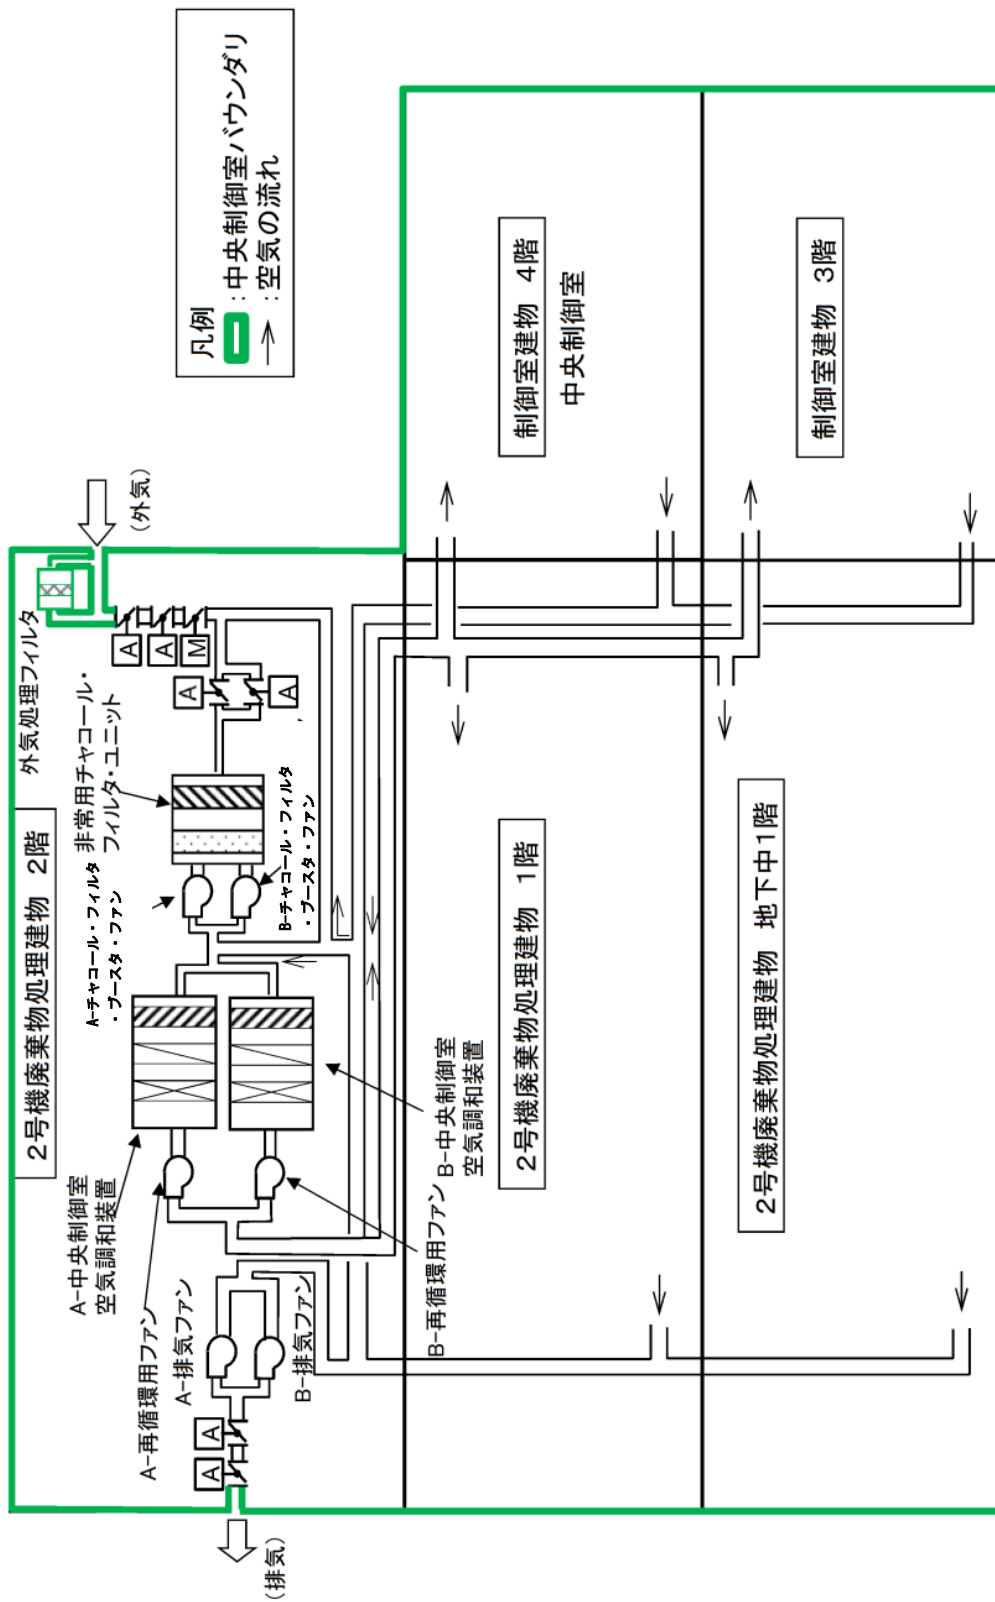 凡例
：中央制御室バウンダリ
：空気の流れ
(外気)
外気処理フィルタ
2号機廃棄物処理建物 2階
非常用チャコール・
フィルタ・ユニット
A-チャコール・フィルタ
・ブースタ・ファン
B-チャコール・フィルタ
・ブースタ・ファン
A
A
M
A
A
A-中央制御室
空気調和装置
B-中央制御室
空気調和装置
A-再循環用ファン
B-再循環用ファン
A-排気ファン
B-排気ファン
A
A
(排気)
制御室建物 4階
中央制御室
制御室建物 3階
2号機廃棄物処理建物 1階
2号機廃棄物処理建物 地下中1階